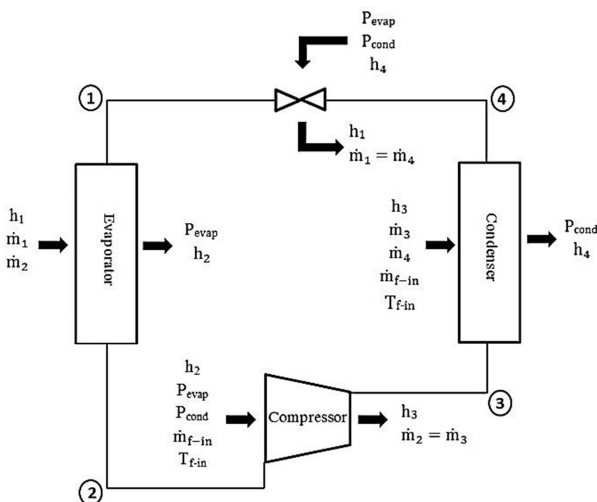 P_evap
P_cond
h_4
①
④
h_1
ṁ_1 = ṁ_4
h_1
ṁ_1
ṁ_2
Evaporator
P_evap
h_2
h_3
ṁ_3
ṁ_4
ṁ_f−in
T_f-in
Condenser
P_cond
h_4
h_2
P_evap
P_cond
ṁ_f−in
T_f-in
Compressor
h_3
ṁ_2 = ṁ_3
③
②